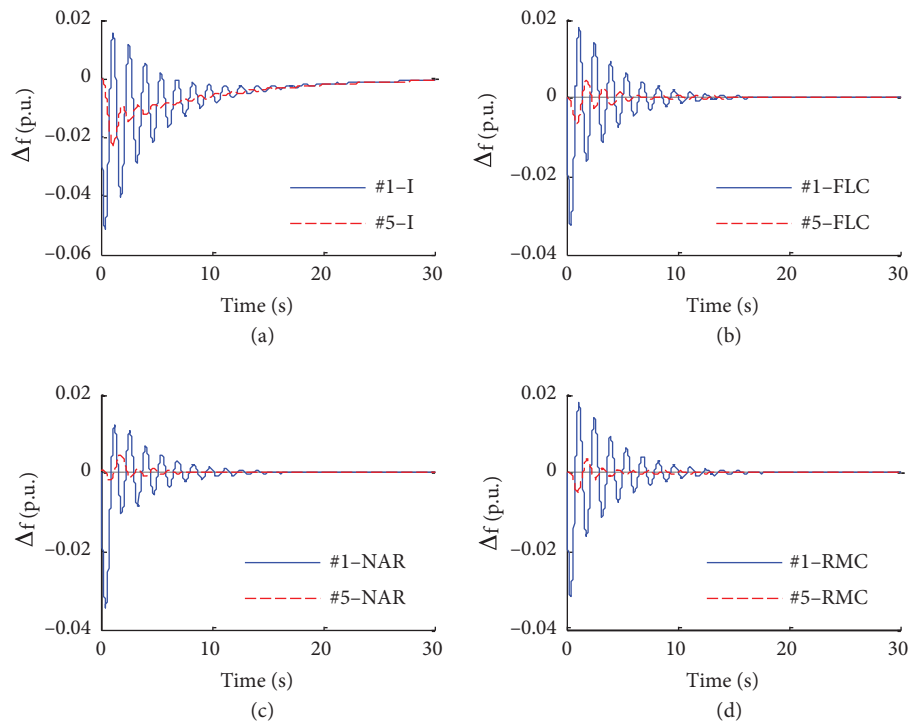 0.02
0
−0.02
−0.04
−0.06
Δf (p.u.)
#1–I
#5–I
0 10 20 30
Time (s)
(a)
0.02
0
−0.02
−0.04
Δf (p.u.)
#1–FLC
#5–FLC
0 10 20 30
Time (s)
(b)
0.02
0
−0.02
−0.04
Δf (p.u.)
#1–NAR
#5–NAR
0 10 20 30
Time (s)
(c)
0.02
0
−0.02
−0.04
Δf (p.u.)
#1–RMC
#5–RMC
0 10 20 30
Time (s)
(d)